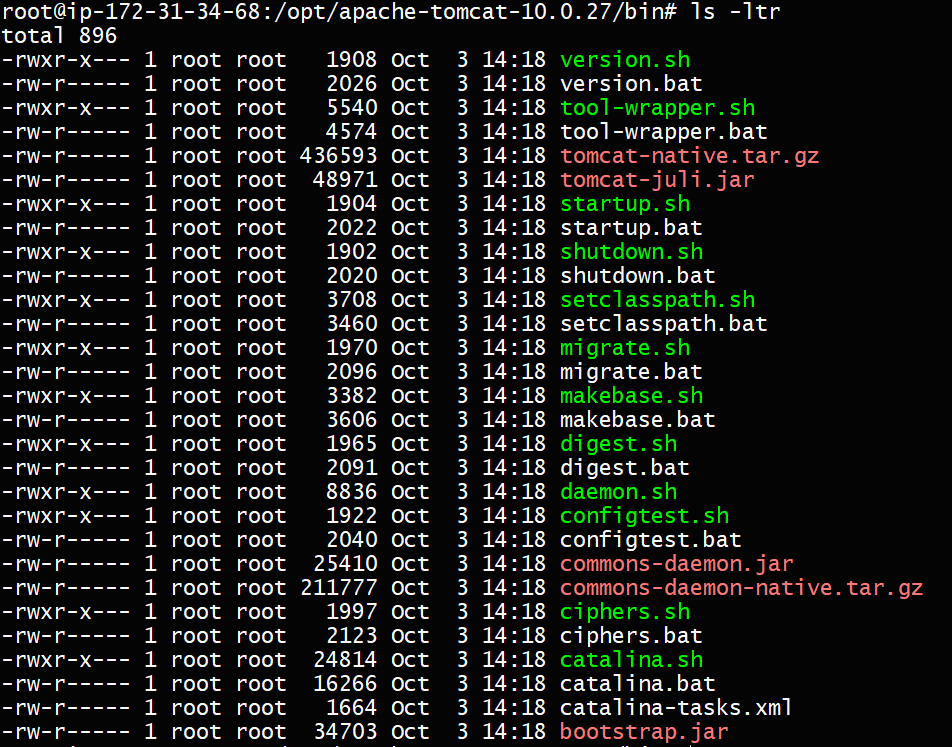 root@ip-172-31-34-68:/opt/apache-tomcat-10.0.27/bin# ls -ltr
total 896
-rwxr-x--- 1 root root   1908 Oct  3 14:18 version.sh
-rw-r----- 1 root root   2026 Oct  3 14:18 version.bat
-rwxr-x--- 1 root root   5540 Oct  3 14:18 tool-wrapper.sh
-rw-r----- 1 root root   4574 Oct  3 14:18 tool-wrapper.bat
-rw-r----- 1 root root 436593 Oct  3 14:18 tomcat-native.tar.gz
-rw-r----- 1 root root  48971 Oct  3 14:18 tomcat-juli.jar
-rwxr-x--- 1 root root   1904 Oct  3 14:18 startup.sh
-rw-r----- 1 root root   2022 Oct  3 14:18 startup.bat
-rwxr-x--- 1 root root   1902 Oct  3 14:18 shutdown.sh
-rw-r----- 1 root root   2020 Oct  3 14:18 shutdown.bat
-rwxr-x--- 1 root root   3708 Oct  3 14:18 setclasspath.sh
-rw-r----- 1 root root   3460 Oct  3 14:18 setclasspath.bat
-rwxr-x--- 1 root root   1970 Oct  3 14:18 migrate.sh
-rw-r----- 1 root root   2096 Oct  3 14:18 migrate.bat
-rwxr-x--- 1 root root   3382 Oct  3 14:18 makebase.sh
-rw-r----- 1 root root   3606 Oct  3 14:18 makebase.bat
-rwxr-x--- 1 root root   1965 Oct  3 14:18 digest.sh
-rw-r----- 1 root root   2091 Oct  3 14:18 digest.bat
-rwxr-x--- 1 root root   8836 Oct  3 14:18 daemon.sh
-rwxr-x--- 1 root root   1922 Oct  3 14:18 configtest.sh
-rw-r----- 1 root root   2040 Oct  3 14:18 configtest.bat
-rw-r----- 1 root root  25410 Oct  3 14:18 commons-daemon.jar
-rw-r----- 1 root root 211777 Oct  3 14:18 commons-daemon-native.tar.gz
-rwxr-x--- 1 root root   1997 Oct  3 14:18 ciphers.sh
-rw-r----- 1 root root   2123 Oct  3 14:18 ciphers.bat
-rwxr-x--- 1 root root  24814 Oct  3 14:18 catalina.sh
-rw-r----- 1 root root  16266 Oct  3 14:18 catalina.bat
-rw-r----- 1 root root   1664 Oct  3 14:18 catalina-tasks.xml
-rw-r----- 1 root root  34703 Oct  3 14:18 bootstrap.jar